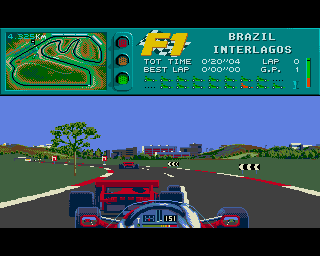 4.325KM
F1
BRAZIL
INTERLAGOS
TOT TIME 0'20"04 LAP 0
BEST LAP 0'00"00 G.P. 1
151